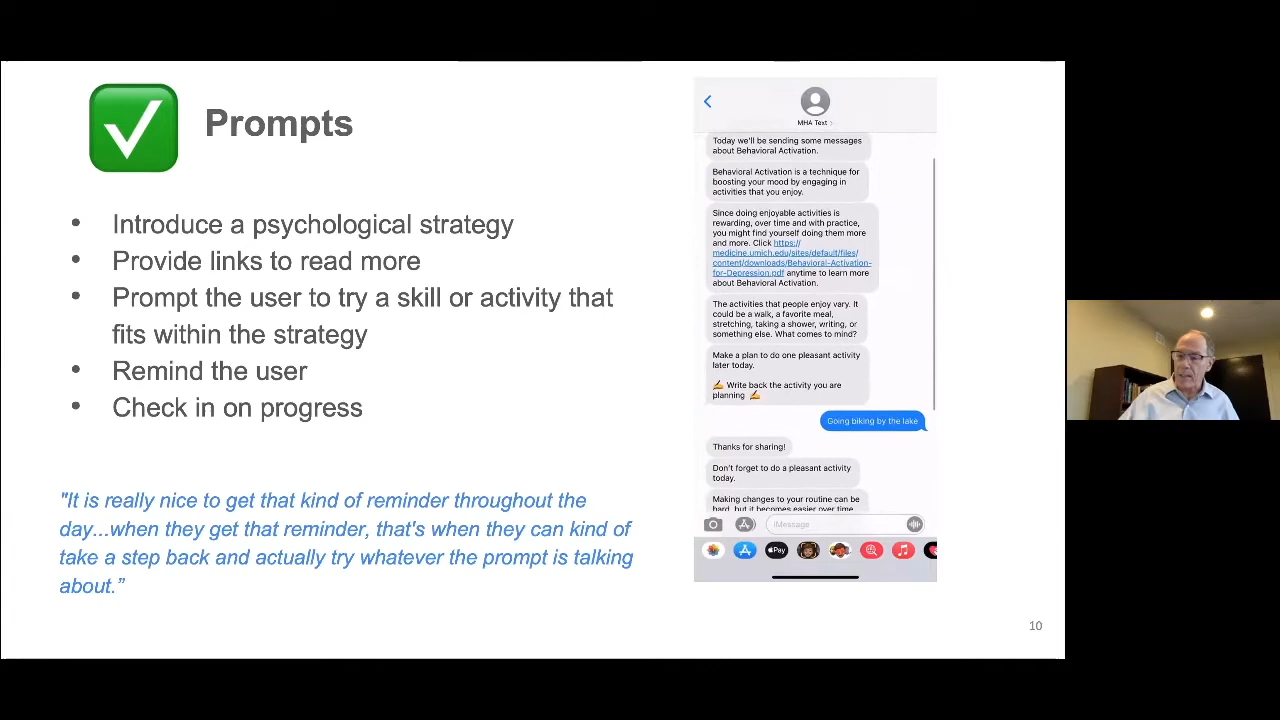 Prompts
• Introduce a psychological strategy
• Provide links to read more
• Prompt the user to try a skill or activity that
fits within the strategy
• Remind the user
• Check in on progress
"It is really nice to get that kind of reminder throughout the
day...when they get that reminder, that's when they can kind of
take a step back and actually try whatever the prompt is talking
about.”
MHA Text >
Today we'll be sending some messages
about Behavioral Activation.
Behavioral Activation is a technique for
boosting your mood by engaging in
activities that you enjoy.
Since doing enjoyable activities is
rewarding, over time and with practice,
you might find yourself doing them more
and more. Click https://
medicine.umich.edu/sites/default/files/
content/downloads/Behavioral-Activation-
for-Depression.pdf anytime to learn more
about Behavioral Activation.
The activities that people enjoy vary. It
could be a walk, a favorite meal,
stretching, taking a shower, writing, or
something else. What comes to mind?
Make a plan to do one pleasant activity
later today.
✍️ Write back the activity you are
planning ✍️
Going biking by the lake
Thanks for sharing!
Don't forget to do a pleasant activity
today.
Making changes to your routine can be
hard, but it becomes easier over time
iMessage
Pay
10